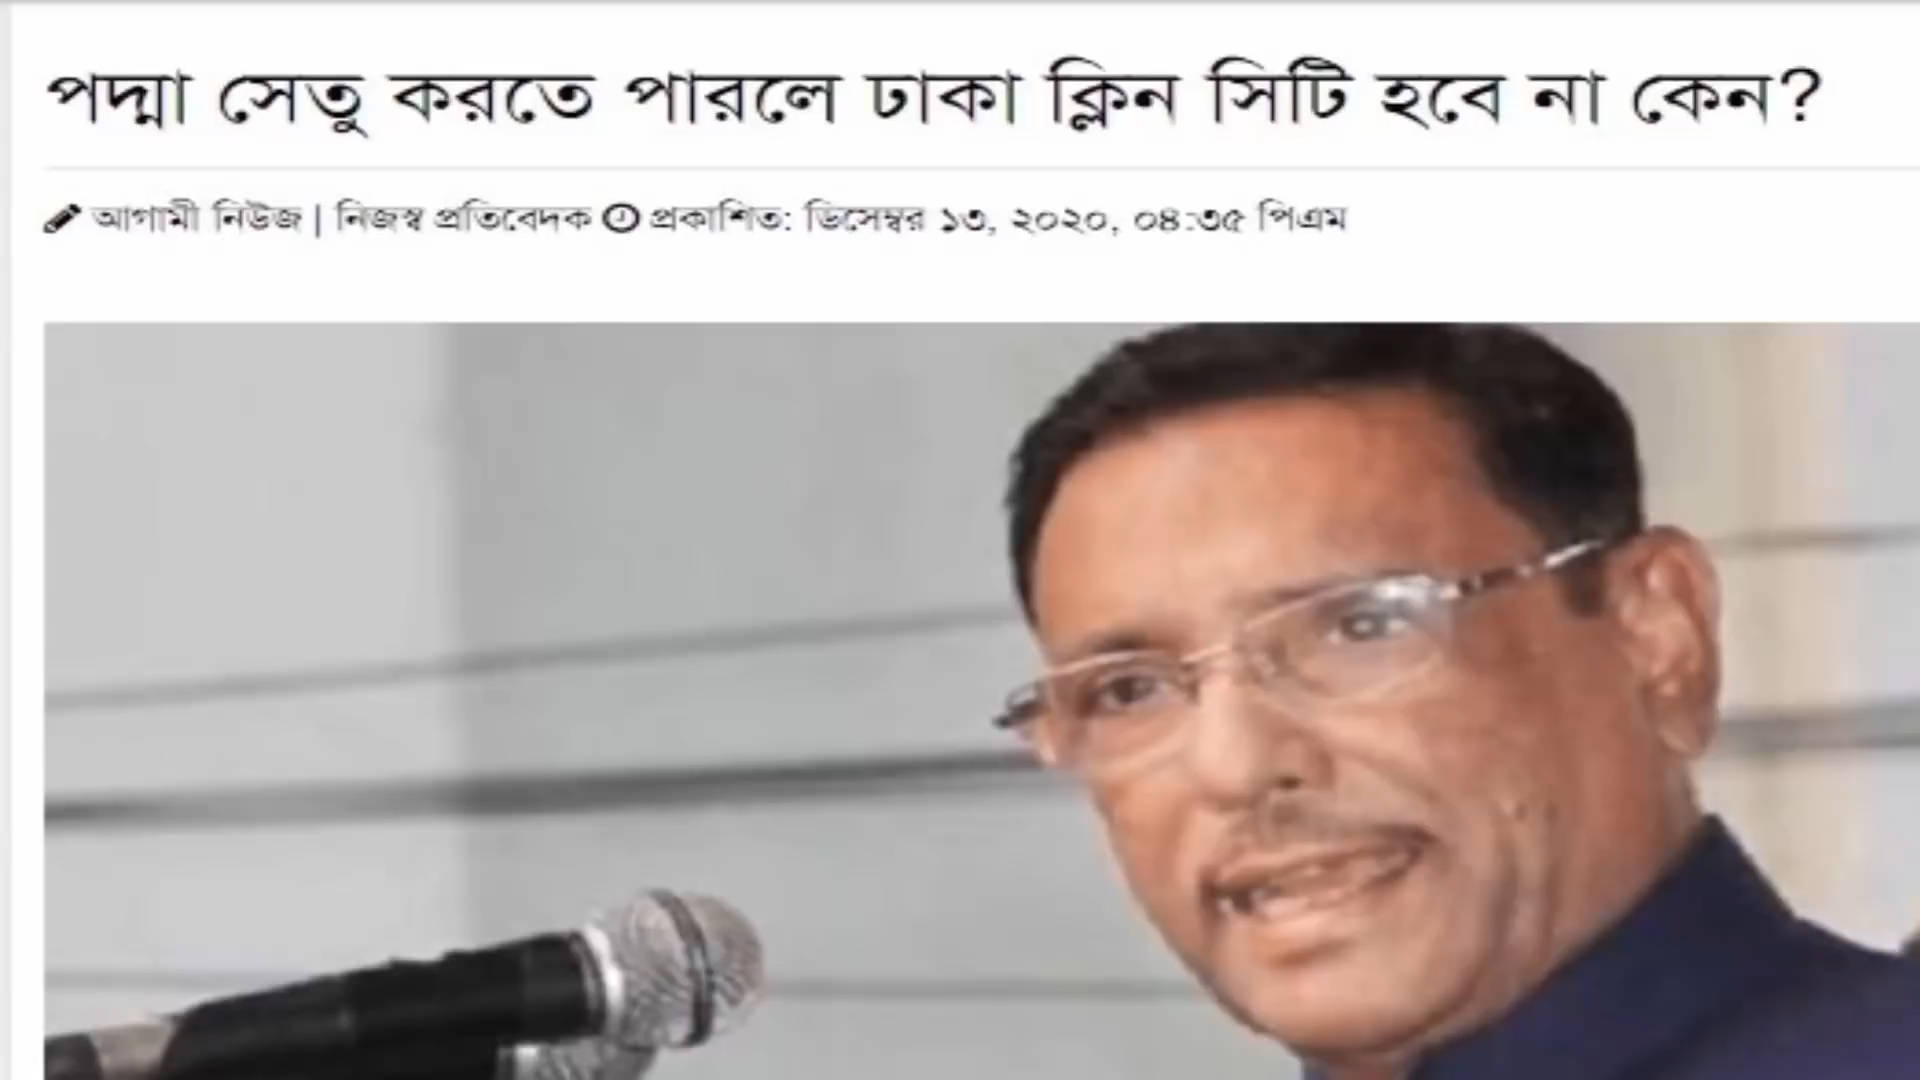 পদ্মা সেতু করতে পারলে ঢাকা ক্লিন সিটি হবে না কেন?
আগামী নিউজ | নিজস্ব প্রতিবেদক প্রকাশিত: ডিসেম্বর ১৩, ২০২০, ০৪:৩৫ পিএম